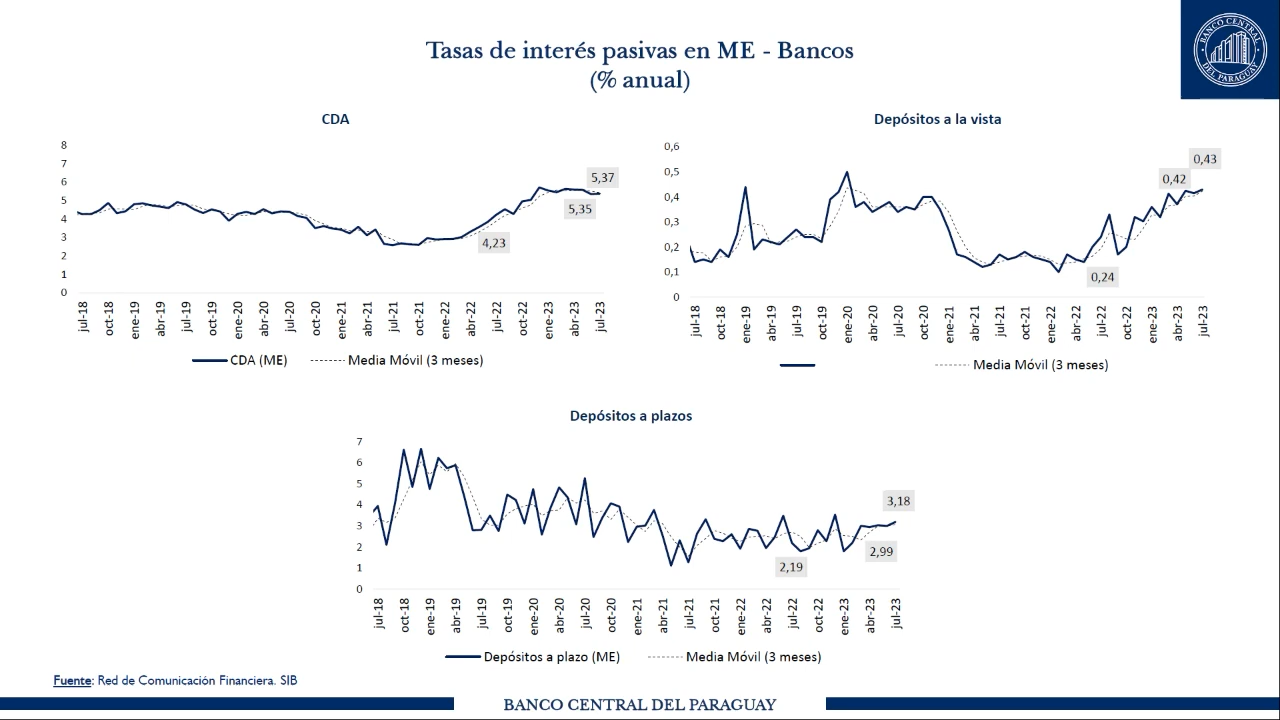 Tasas de interés pasivas en ME - Bancos
(% anual)
BANCO CENTRAL
DEL PARAGUAY
CDA
8
7
6
5
4
3
2
1
0
5,37
5,35
4,23
jul-18
oct-18
ene-19
abr-19
jul-19
oct-19
ene-20
abr-20
jul-20
oct-20
ene-21
abr-21
jul-21
oct-21
ene-22
abr-22
jul-22
oct-22
ene-23
abr-23
jul-23
CDA (ME)
Media Móvil (3 meses)
Depósitos a la vista
0,6
0,5
0,4
0,3
0,2
0,1
0
0,43
0,42
0,24
jul-18
oct-18
ene-19
abr-19
jul-19
oct-19
ene-20
abr-20
jul-20
oct-20
ene-21
abr-21
jul-21
oct-21
ene-22
abr-22
jul-22
oct-22
ene-23
abr-23
jul-23
Media Móvil (3 meses)
Depósitos a plazos
7
6
5
4
3
2
1
0
3,18
2,99
2,19
jul-18
oct-18
ene-19
abr-19
jul-19
oct-19
ene-20
abr-20
jul-20
oct-20
ene-21
abr-21
jul-21
oct-21
ene-22
abr-22
jul-22
oct-22
ene-23
abr-23
jul-23
Depósitos a plazo (ME)
Media Móvil (3 meses)
Fuente: Red de Comunicación Financiera. SIB
BANCO CENTRAL DEL PARAGUAY